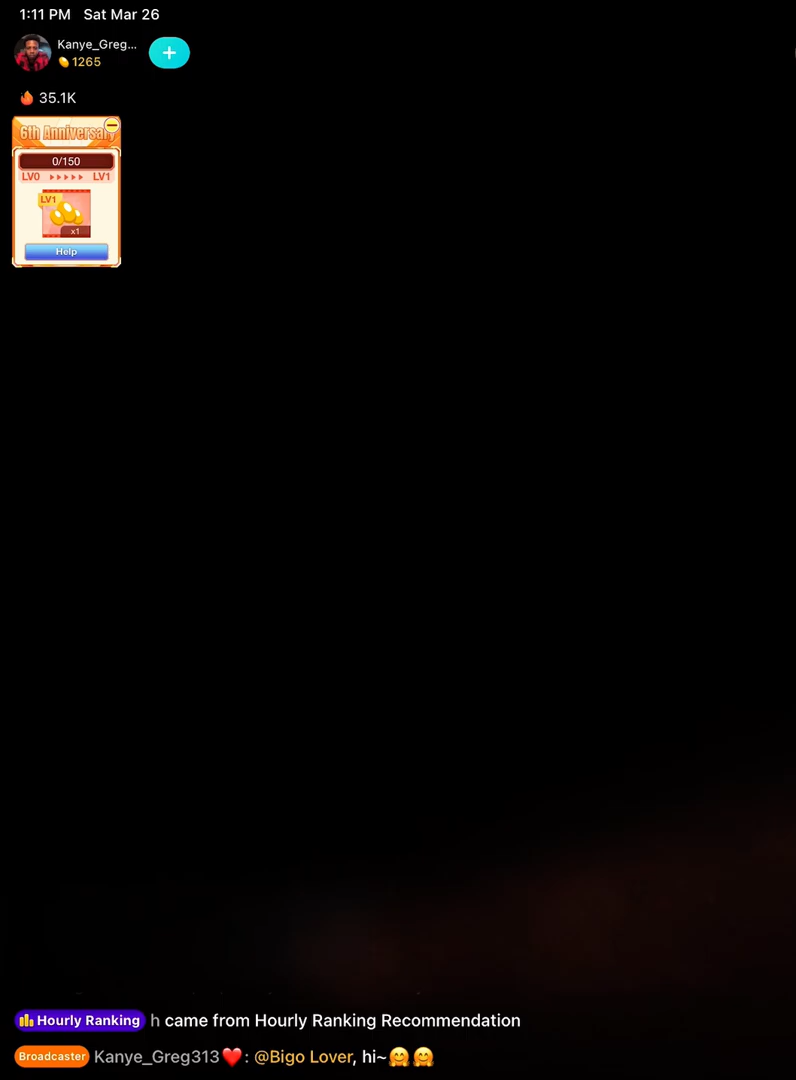 1:11 PM Sat Mar 26
Kanye_Greg...
1265
35.1K
6th Anniversary
0/150
LV0 LV1
LV1
x1
Help
Hourly Ranking h came from Hourly Ranking Recommendation
Broadcaster Kanye_Greg313❤️: @Bigo Lover, hi~🤗🤗